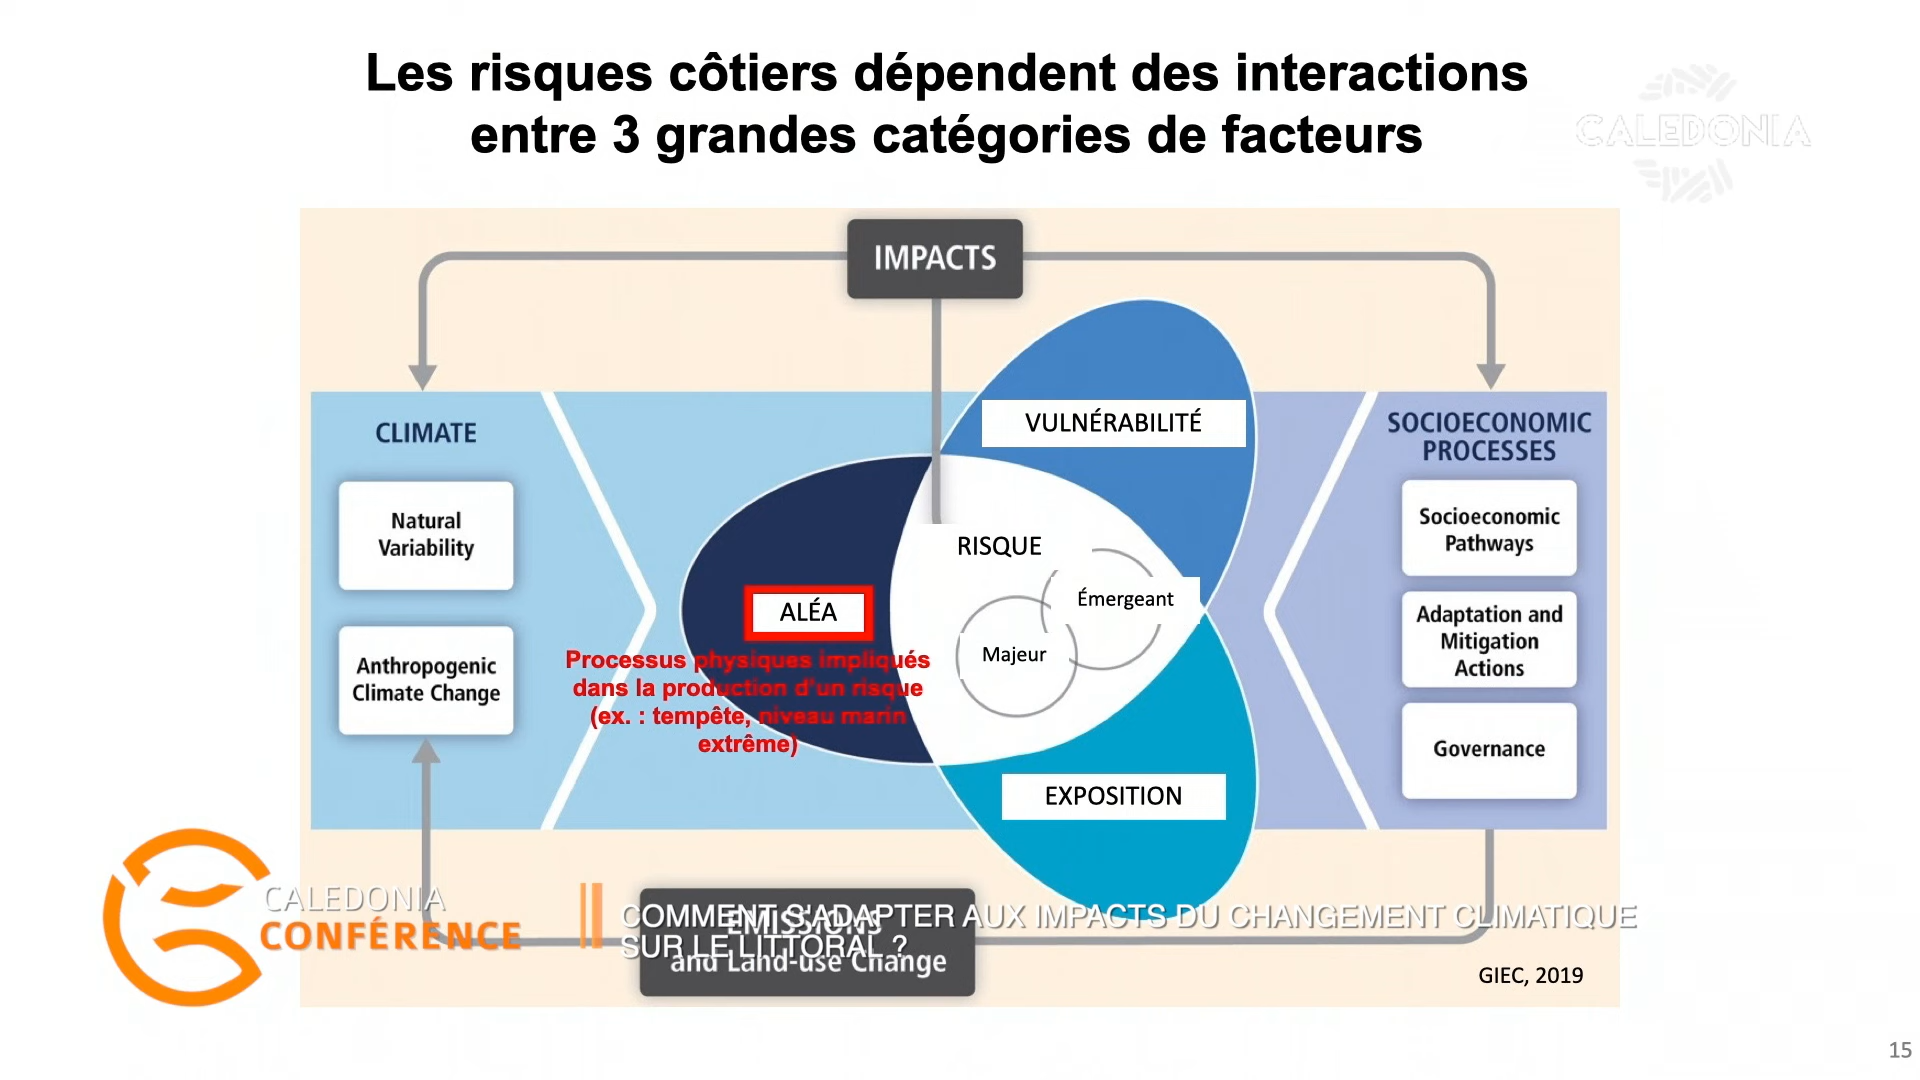 Les risques côtiers dépendent des interactions
entre 3 grandes catégories de facteurs
CALEDONIA
IMPACTS
CLIMATE
Natural
Variability
Anthropogenic
Climate Change
VULNÉRABILITÉ
RISQUE
Émergeant
Majeur
ALÉA
Processus physiques impliqués
dans la production d'un risque
(ex. : tempête, niveau marin
extrême)
EXPOSITION
SOCIOECONOMIC
PROCESSES
Socioeconomic
Pathways
Adaptation and
Mitigation
Actions
Governance
EMISSIONS
and Land-use Change
CALEDONIA
CONFÉRENCE
COMMENT S'ADAPTER AUX IMPACTS DU CHANGEMENT CLIMATIQUE
SUR LE LITTORAL ?
GIEC, 2019
15